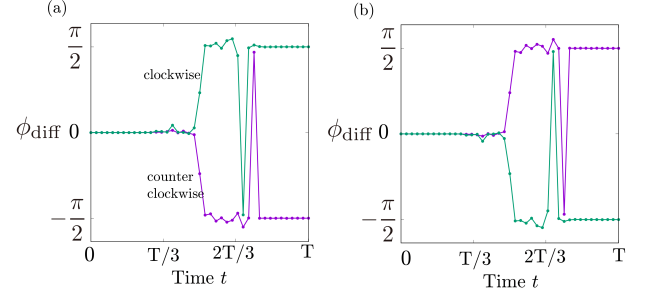 (a)
π/2
ϕdiff 0
−π/2
clockwise
counter
clockwise
0 T/3 2T/3 T
Time t
(b)
π/2
ϕdiff 0
−π/2
0 T/3 2T/3 T
Time t